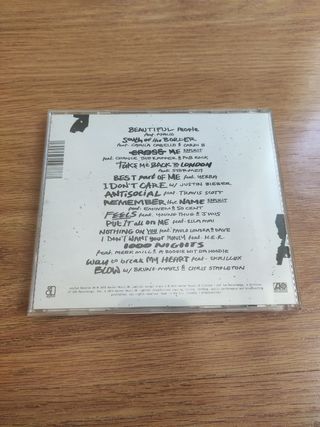 BEAUTIFUL PEOPLE
feat. KHALID
South of the BORDER
feat. CAMILA CABELLO & CARDI B
CROSS ME EXPLICIT
feat. CHANCE THE RAPPER & PNB ROCK
TAKE ME BACK TO LONDON
feat. STORMZY
BEST part OF ME feat. YEBBA
I DON'T CARE W/ JUSTIN BIEBER
ANTISOCIAL feat. TRAVIS SCOTT
REMEMBER the NAME EXPLICIT
feat. EMINEM & 50 CENT
FEELS feat. YOUNG THUG & J HUS
PUT IT all ON ME feat. ELLA MAI
NOTHING ON YOU feat. PAULO LONDRA & DAVE
I DON'T WANT your MONEY feat. H.E.R.
1000 NIGHTS
feat. MEEK MILL & A BOOGIE WIT DA HOODIE
WAY to break MY HEART feat. SKRILLEX
BLOW W/ BRUNO MARS & CHRIS STAPLETON